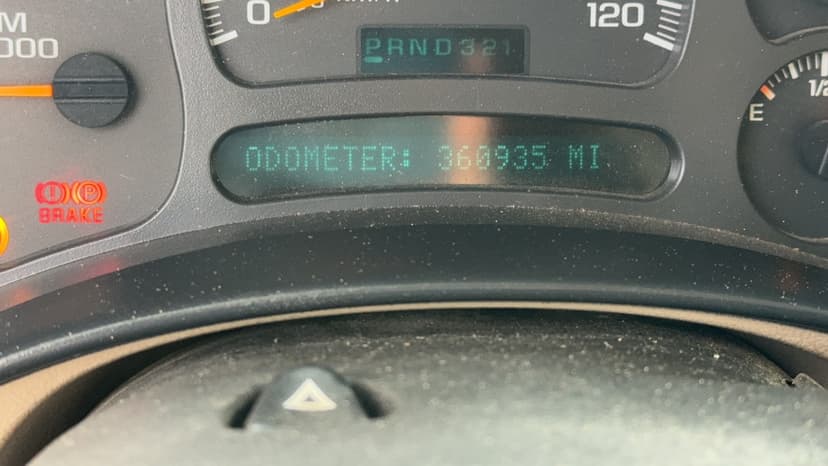 0 120
PRND321
000
1/2
E
ODOMETER: 360935 MI
P
BRAKE